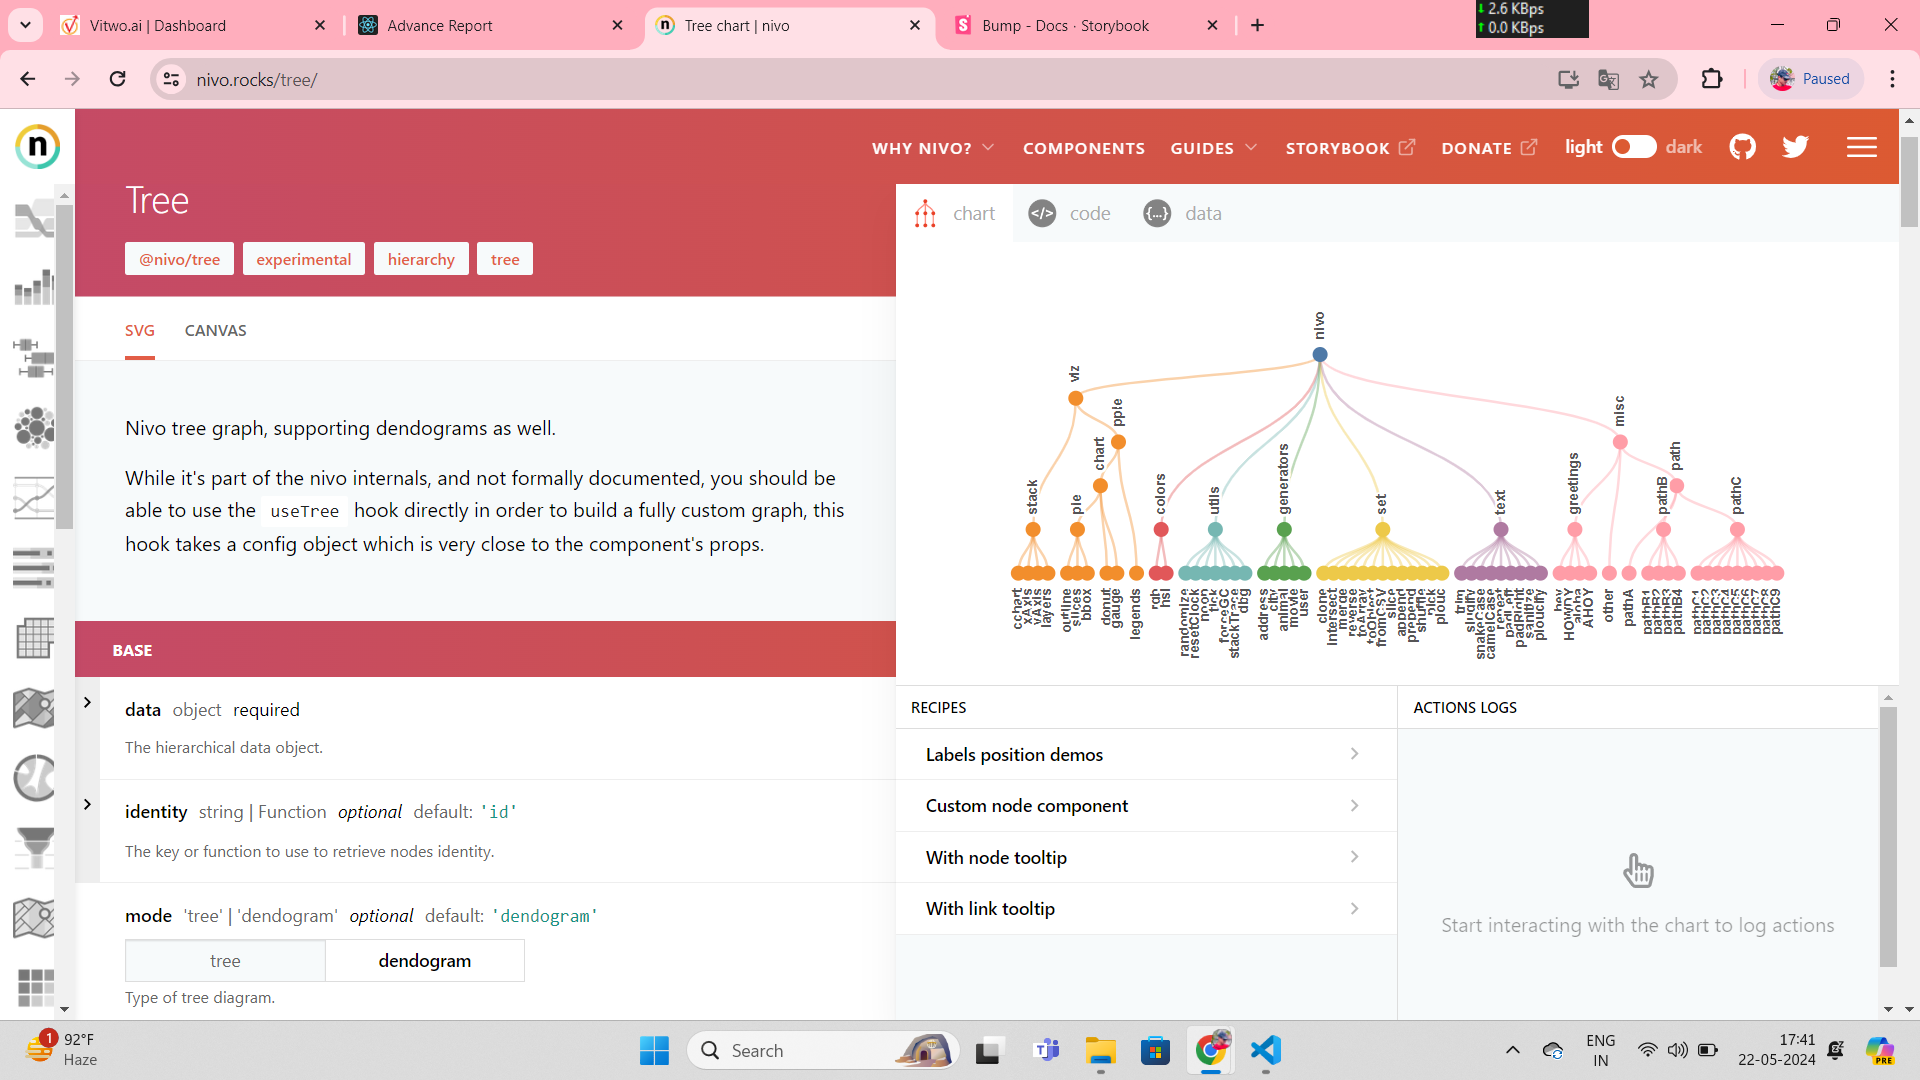 Vitwo.ai | Dashboard
Advance Report
Tree chart | nivo
Bump - Docs · Storybook
2.6 KBps
0.0 KBps
nivo.rocks/tree/
Paused
n
WHY NIVO?
COMPONENTS
GUIDES
STORYBOOK
DONATE
light
dark
Tree
@nivo/tree
experimental
hierarchy
tree
chart
code
data
SVG
CANVAS
Nivo tree graph, supporting dendograms as well.
While it's part of the nivo internals, and not formally documented, you should be
able to use the useTree hook directly in order to build a fully custom graph, this
hook takes a config object which is very close to the component's props.
nivo
viz
stack
ppie
chart
pie
colors
utils
generators
set
text
misc
greetings
path
pathB
pathC
cchart
xAxis
yAxis
layers
outline
slices
bbox
donut
gauge
legends
rgb
hsl
randomize
resetClock
noop
tick
forceGC
stackTrace
dbg
address
city
animal
movie
user
clone
intersect
merge
reverse
toArray
toObject
fromCSV
slice
append
prepend
shuffle
pick
plouc
trim
slugify
snakeCase
camelCase
repeat
padLeft
padRight
sanitize
ploucify
hey
HOWDY
aloha
AHOY
other
pathA
pathB1
pathB2
pathB3
pathB4
pathC1
pathC2
pathC3
pathC4
pathC5
pathC6
pathC7
pathC8
pathC9
BASE
data object required
The hierarchical data object.
identity string | Function optional default: 'id'
The key or function to use to retrieve nodes identity.
mode 'tree' | 'dendogram' optional default: 'dendogram'
tree
dendogram
Type of tree diagram.
RECIPES
Labels position demos
Custom node component
With node tooltip
With link tooltip
ACTIONS LOGS
Start interacting with the chart to log actions
1
92°F
Haze
Search
ENG
IN
17:41
22-05-2024
PRE